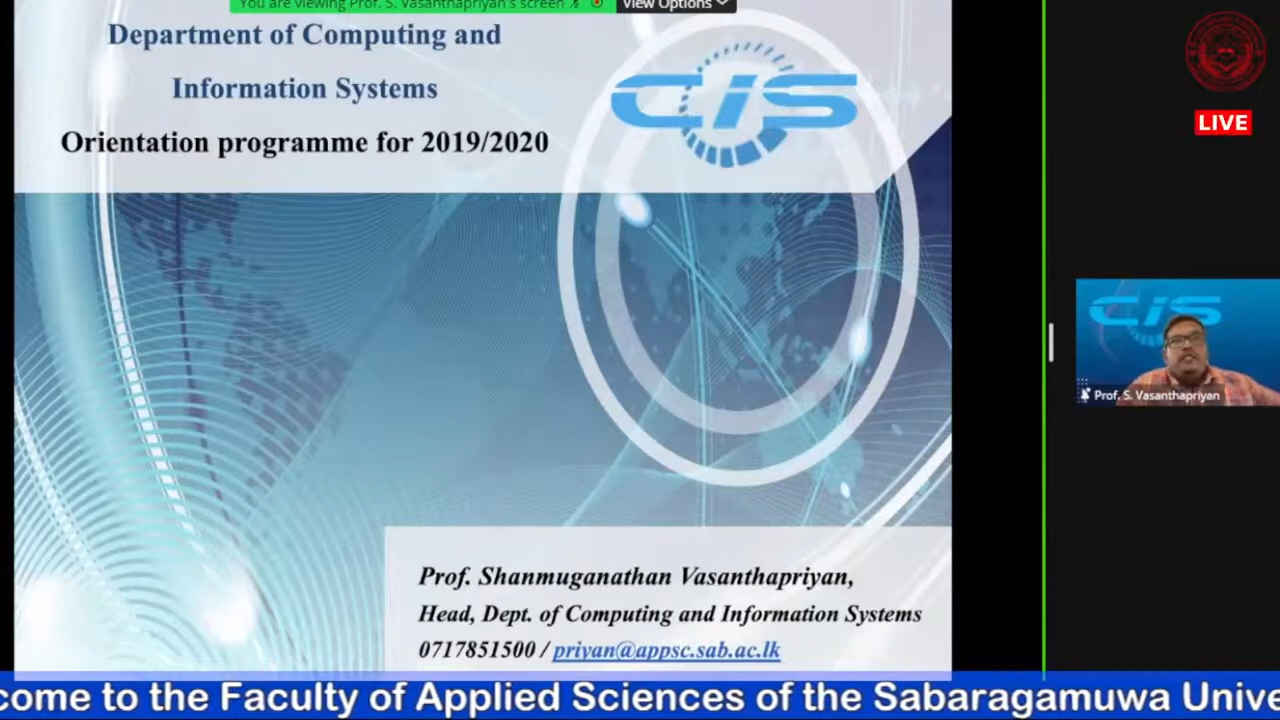 You are viewing Prof. S. Vasanthapriyan's screen
View Options
Department of Computing and
Information Systems
Orientation programme for 2019/2020
CIS
LIVE
CIS
Prof. S. Vasanthapriyan
Prof. Shanmuganathan Vasanthapriyan,
Head, Dept. of Computing and Information Systems
0717851500 / priyan@appsc.sab.ac.lk
come to the Faculty of Applied Sciences of the Sabaragamuwa Unive